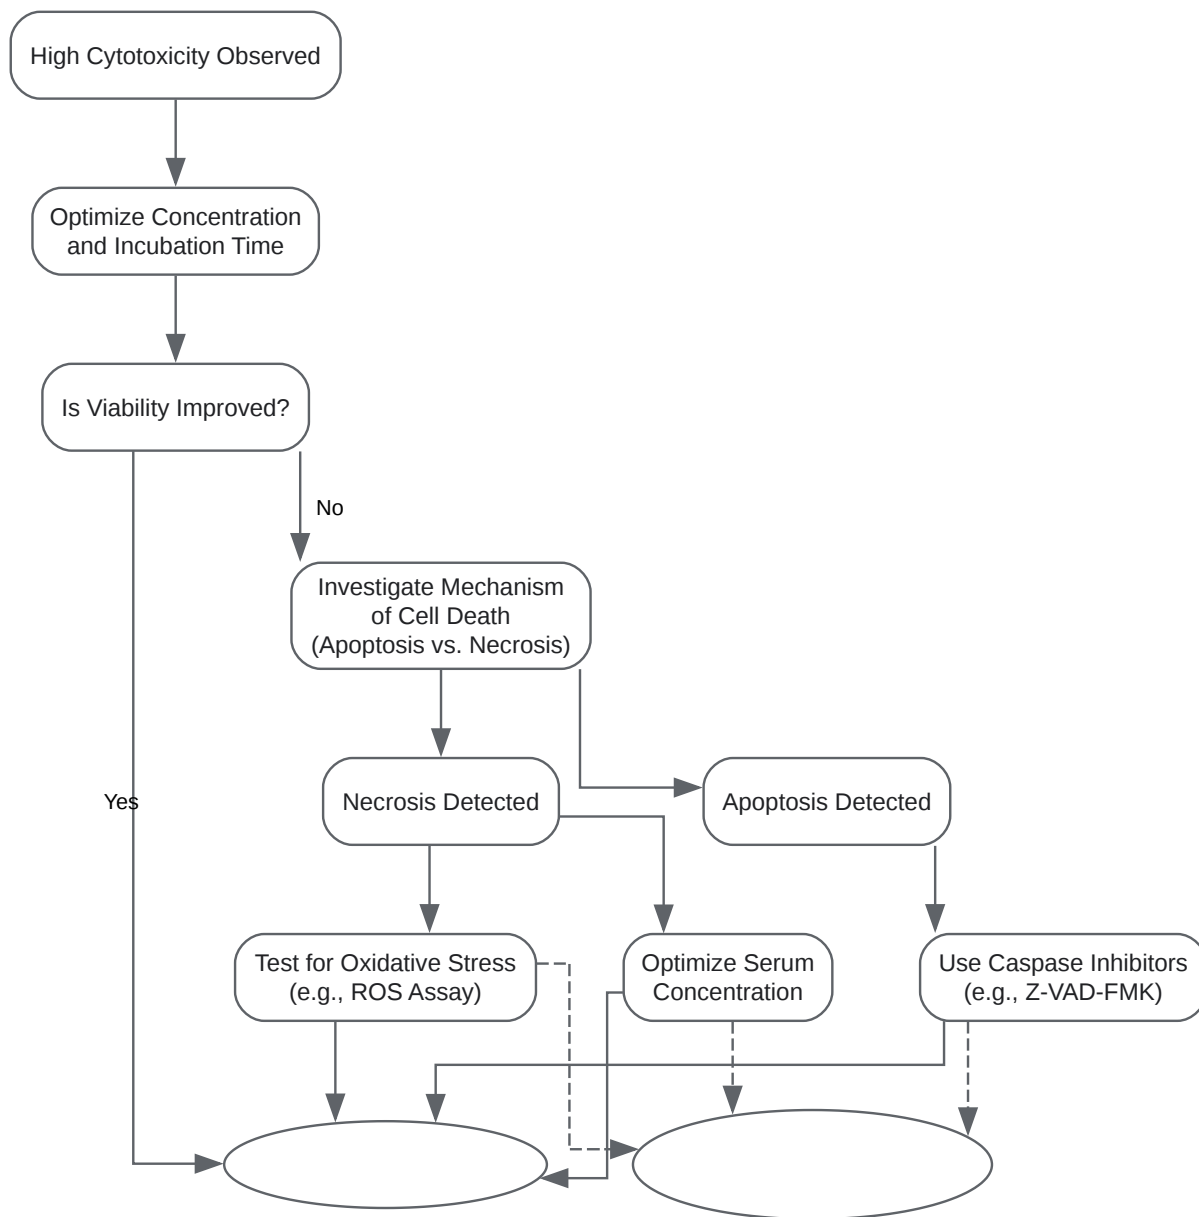 High Cytotoxicity Observed
Optimize Concentration
and Incubation Time
Is Viability Improved?
No
Investigate Mechanism
of Cell Death
(Apoptosis vs. Necrosis)
Yes
Necrosis Detected
Apoptosis Detected
Test for Oxidative Stress
(e.g., ROS Assay)
Optimize Serum
Concentration
Use Caspase Inhibitors
(e.g., Z-VAD-FMK)